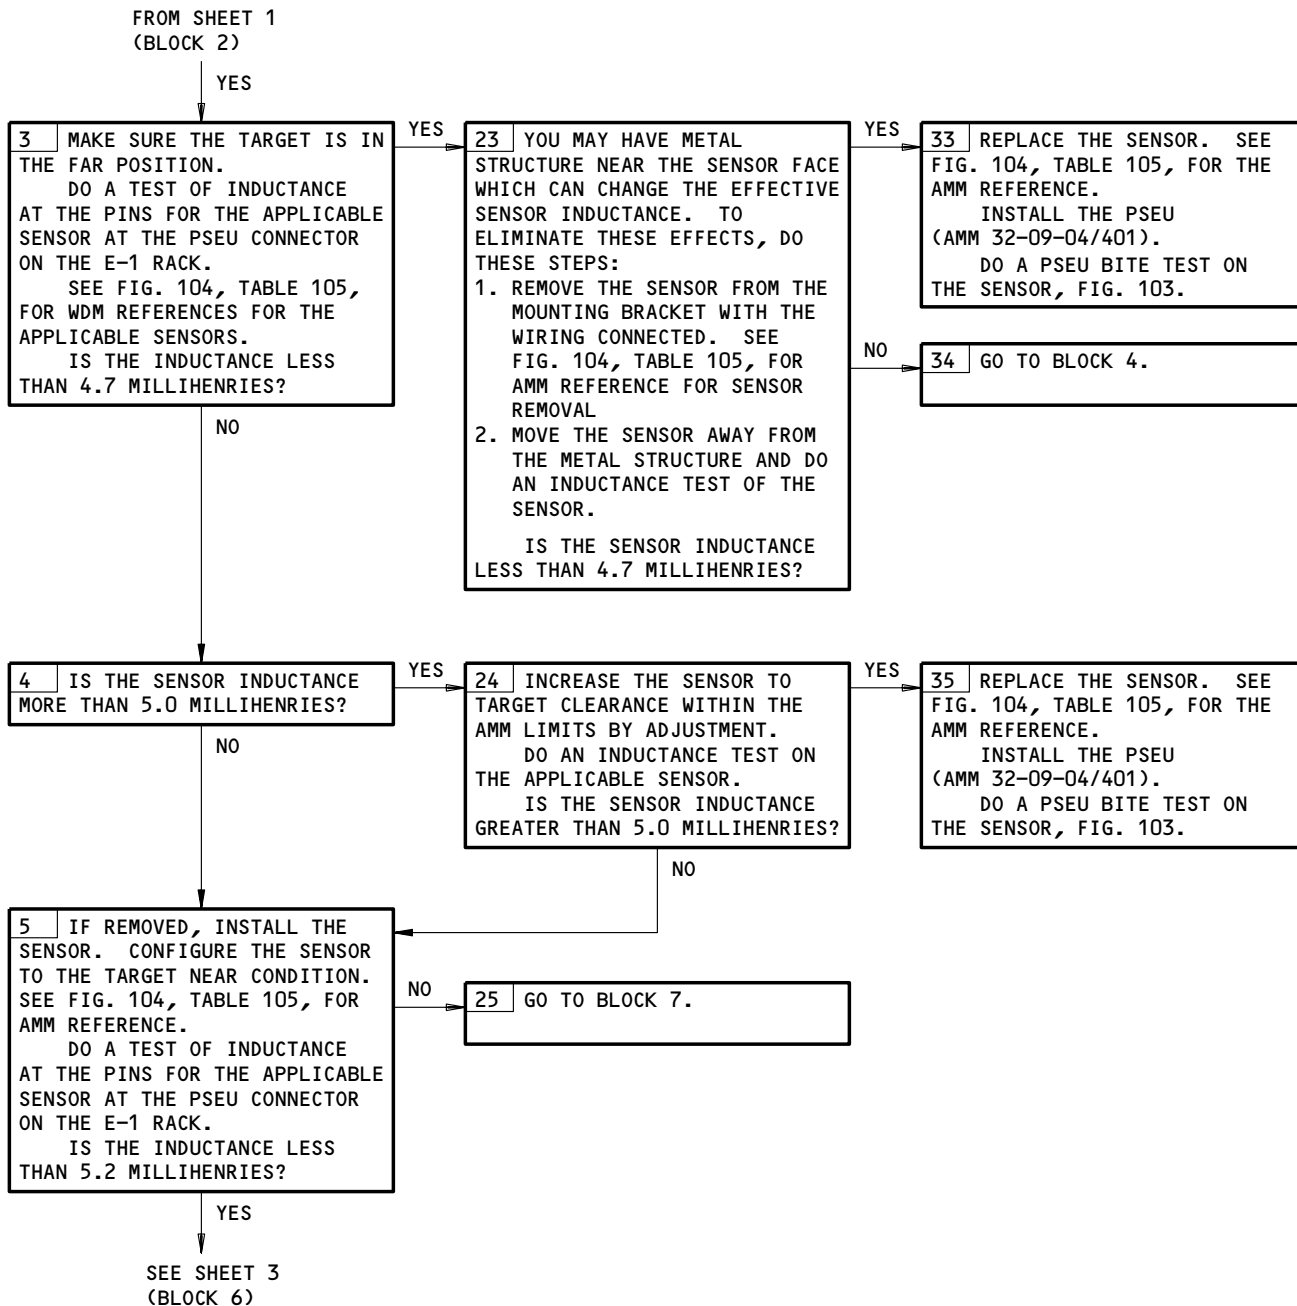 FROM SHEET 1
(BLOCK 2)
YES
3 MAKE SURE THE TARGET IS IN
THE FAR POSITION.
DO A TEST OF INDUCTANCE
AT THE PINS FOR THE APPLICABLE
SENSOR AT THE PSEU CONNECTOR
ON THE E-1 RACK.
SEE FIG. 104, TABLE 105,
FOR WDM REFERENCES FOR THE
APPLICABLE SENSORS.
IS THE INDUCTANCE LESS
THAN 4.7 MILLIHENRIES?
YES
23 YOU MAY HAVE METAL
STRUCTURE NEAR THE SENSOR FACE
WHICH CAN CHANGE THE EFFECTIVE
SENSOR INDUCTANCE. TO
ELIMINATE THESE EFFECTS, DO
THESE STEPS:
1. REMOVE THE SENSOR FROM THE
MOUNTING BRACKET WITH THE
WIRING CONNECTED. SEE
FIG. 104, TABLE 105, FOR
AMM REFERENCE FOR SENSOR
REMOVAL
2. MOVE THE SENSOR AWAY FROM
THE METAL STRUCTURE AND DO
AN INDUCTANCE TEST OF THE
SENSOR.
IS THE SENSOR INDUCTANCE
LESS THAN 4.7 MILLIHENRIES?
YES
33 REPLACE THE SENSOR. SEE
FIG. 104, TABLE 105, FOR THE
AMM REFERENCE.
INSTALL THE PSEU
(AMM 32-09-04/401).
DO A PSEU BITE TEST ON
THE SENSOR, FIG. 103.
NO
34 GO TO BLOCK 4.
NO
4 IS THE SENSOR INDUCTANCE
MORE THAN 5.0 MILLIHENRIES?
YES
24 INCREASE THE SENSOR TO
TARGET CLEARANCE WITHIN THE
AMM LIMITS BY ADJUSTMENT.
DO AN INDUCTANCE TEST ON
THE APPLICABLE SENSOR.
IS THE SENSOR INDUCTANCE
GREATER THAN 5.0 MILLIHENRIES?
YES
35 REPLACE THE SENSOR. SEE
FIG. 104, TABLE 105, FOR THE
AMM REFERENCE.
INSTALL THE PSEU
(AMM 32-09-04/401).
DO A PSEU BITE TEST ON
THE SENSOR, FIG. 103.
NO
NO
5 IF REMOVED, INSTALL THE
SENSOR. CONFIGURE THE SENSOR
TO THE TARGET NEAR CONDITION.
SEE FIG. 104, TABLE 105, FOR
AMM REFERENCE.
DO A TEST OF INDUCTANCE
AT THE PINS FOR THE APPLICABLE
SENSOR AT THE PSEU CONNECTOR
ON THE E-1 RACK.
IS THE INDUCTANCE LESS
THAN 5.2 MILLIHENRIES?
NO
25 GO TO BLOCK 7.
YES
SEE SHEET 3
(BLOCK 6)